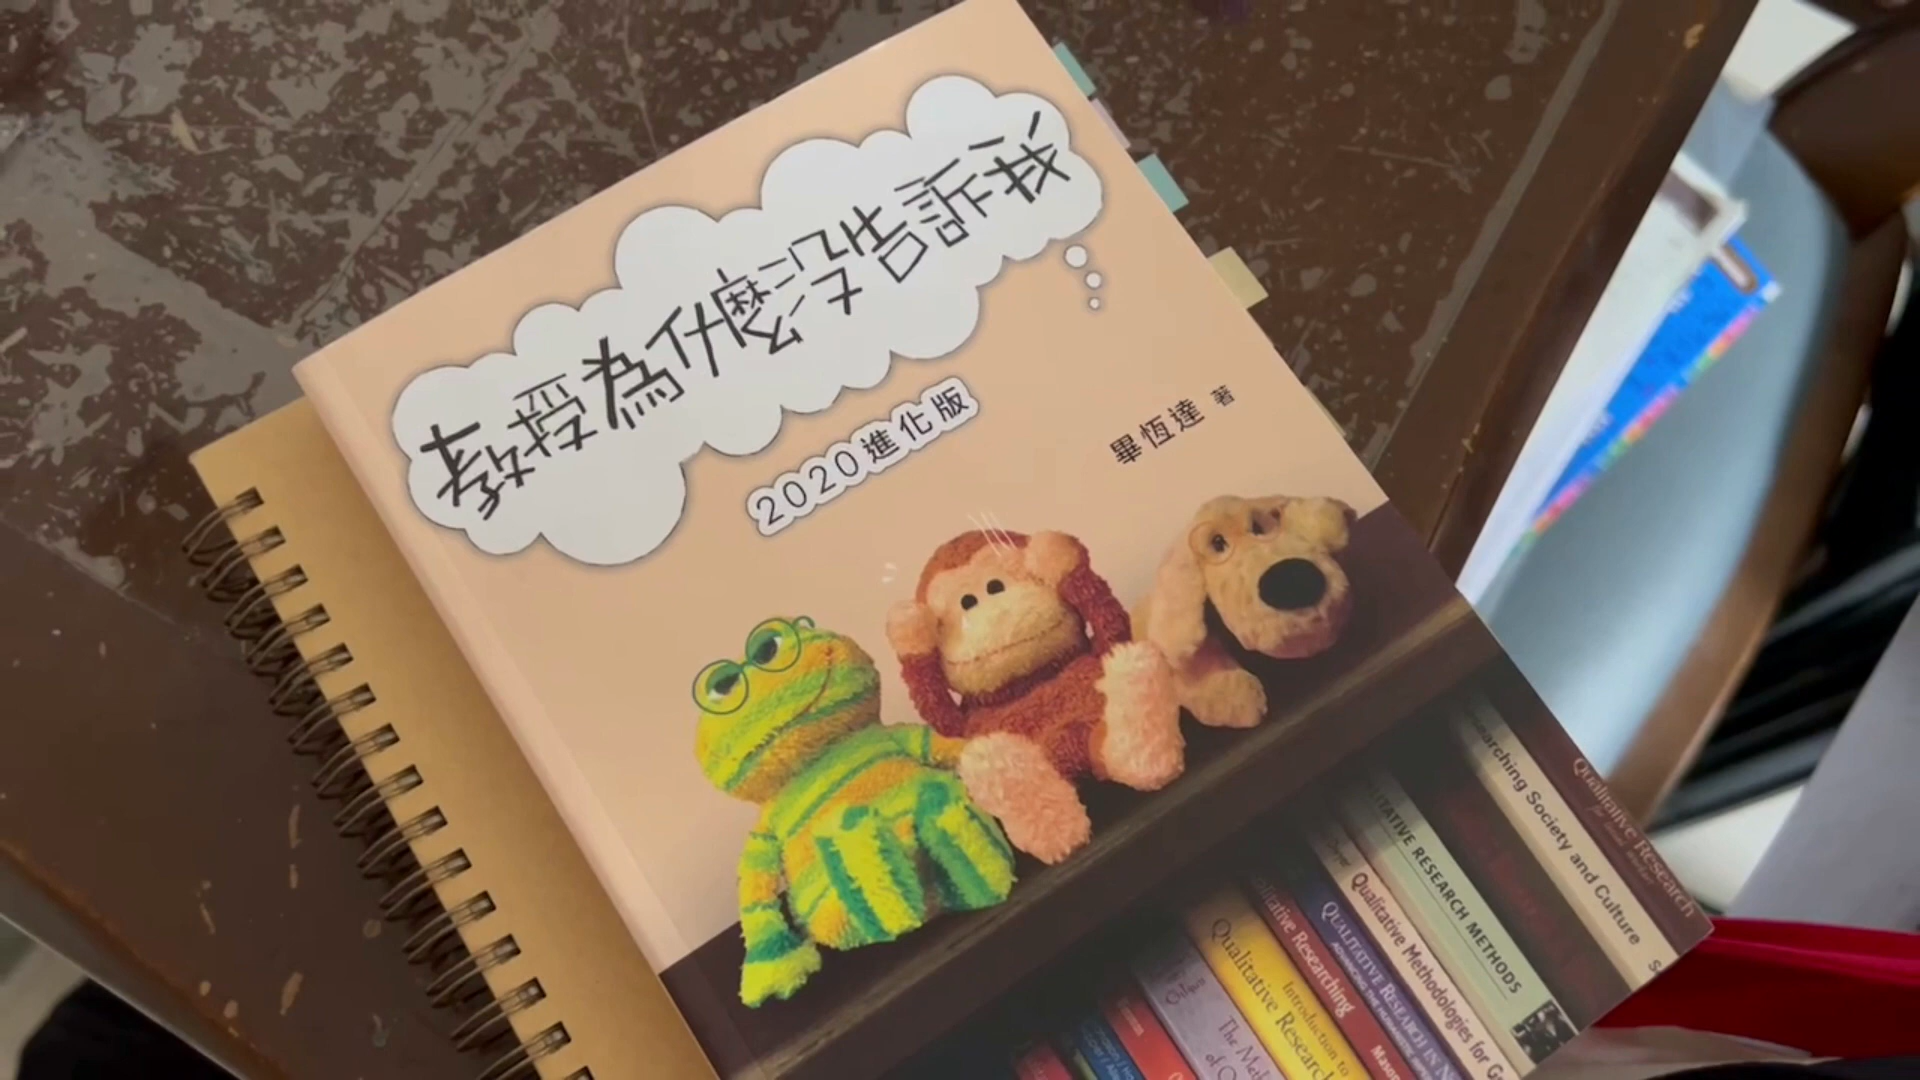 教授為什麼沒告訴我
2020進化版
畢恆達 著
Qualitative Research
Researching Society and Culture
QUALITATIVE RESEARCH METHODS
Qualitative Methodologies for
QUALITATIVE RESEARCH IN
Qualitative Researching
Mason
Introduction to
Qualitative Research